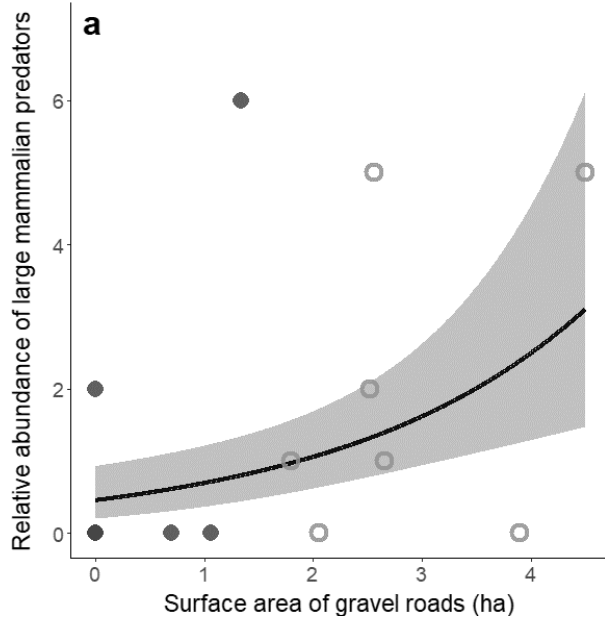 a
Relative abundance of large mammalian predators
6
4
2
0
0 1 2 3 4
Surface area of gravel roads (ha)